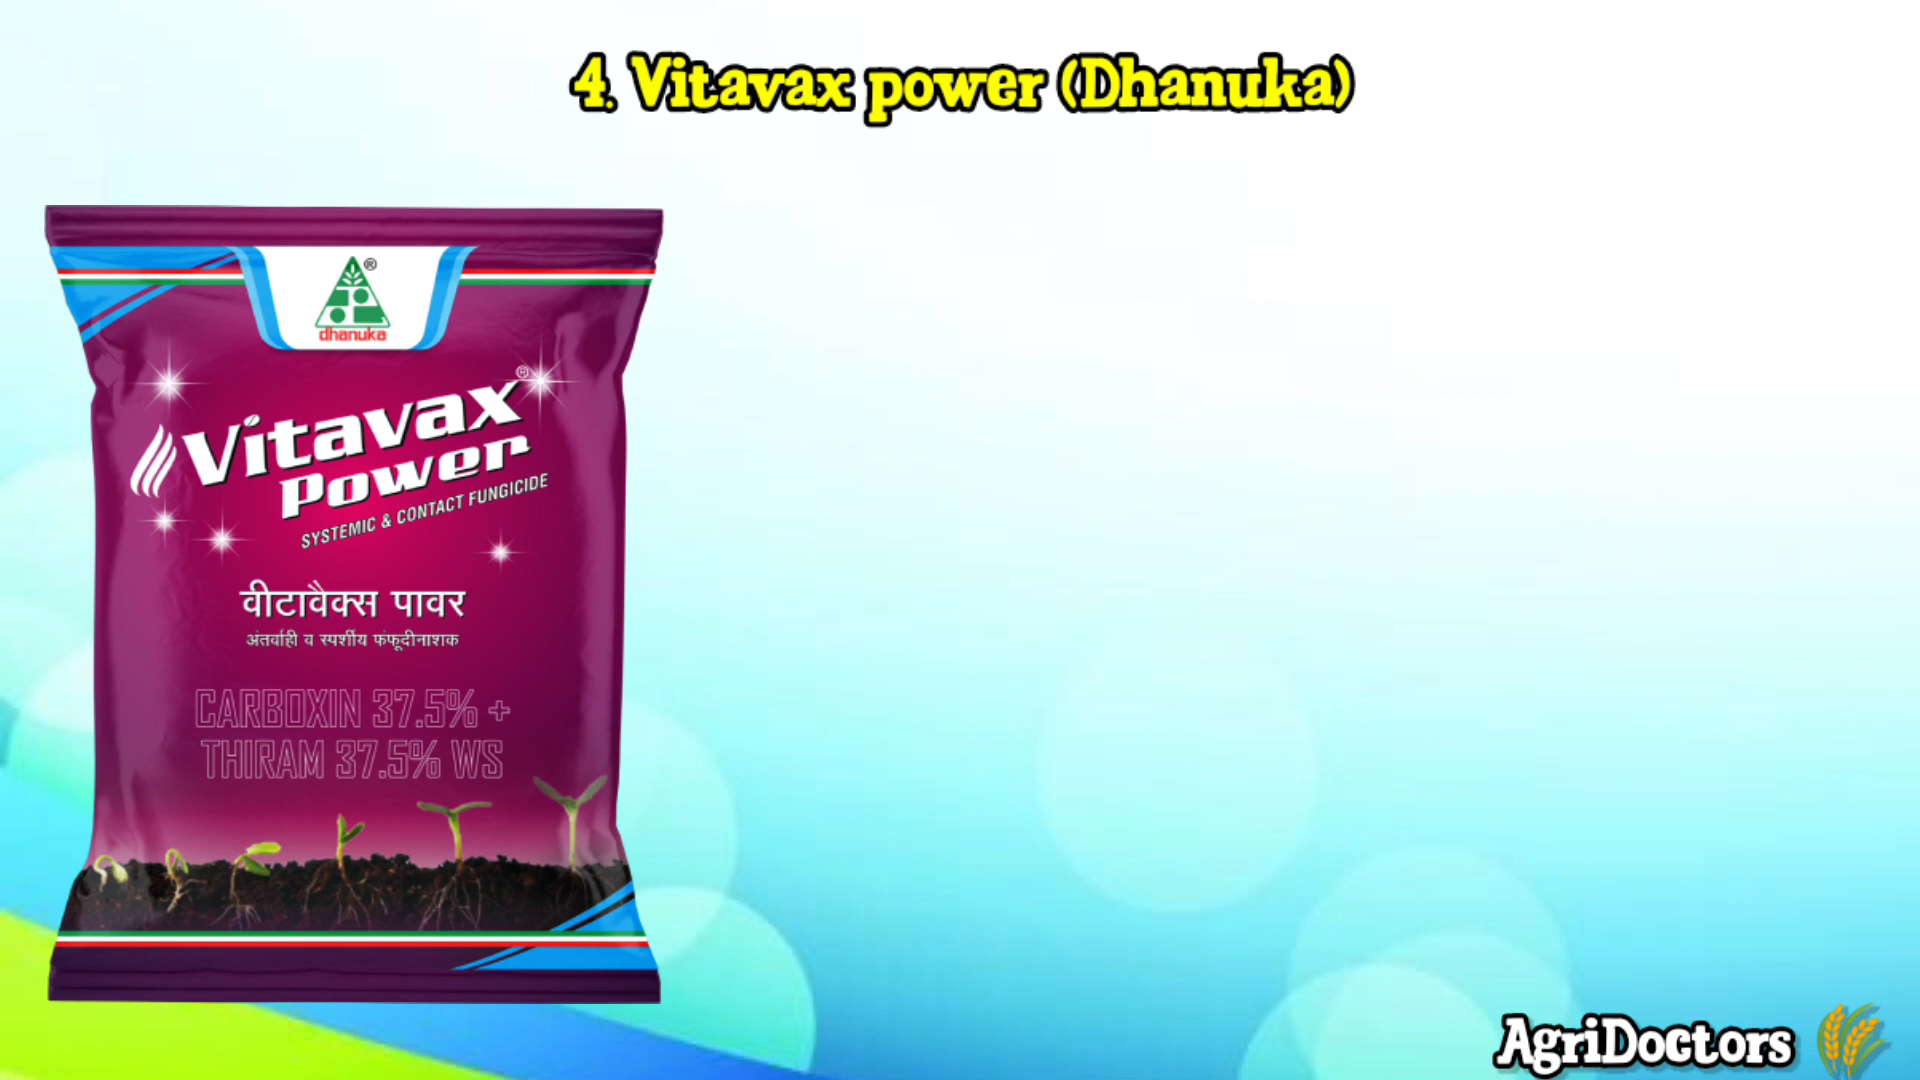 4. Vitavax power (Dhanuka)
®
dhanuka
Vitavax®
Power
SYSTEMIC & CONTACT FUNGICIDE
वीटावैक्स पावर
अंतर्वाही व स्पर्शीय फंफूदीनाशक
CARBOXIN 37.5% +
THIRAM 37.5% WS
AgriDoctors